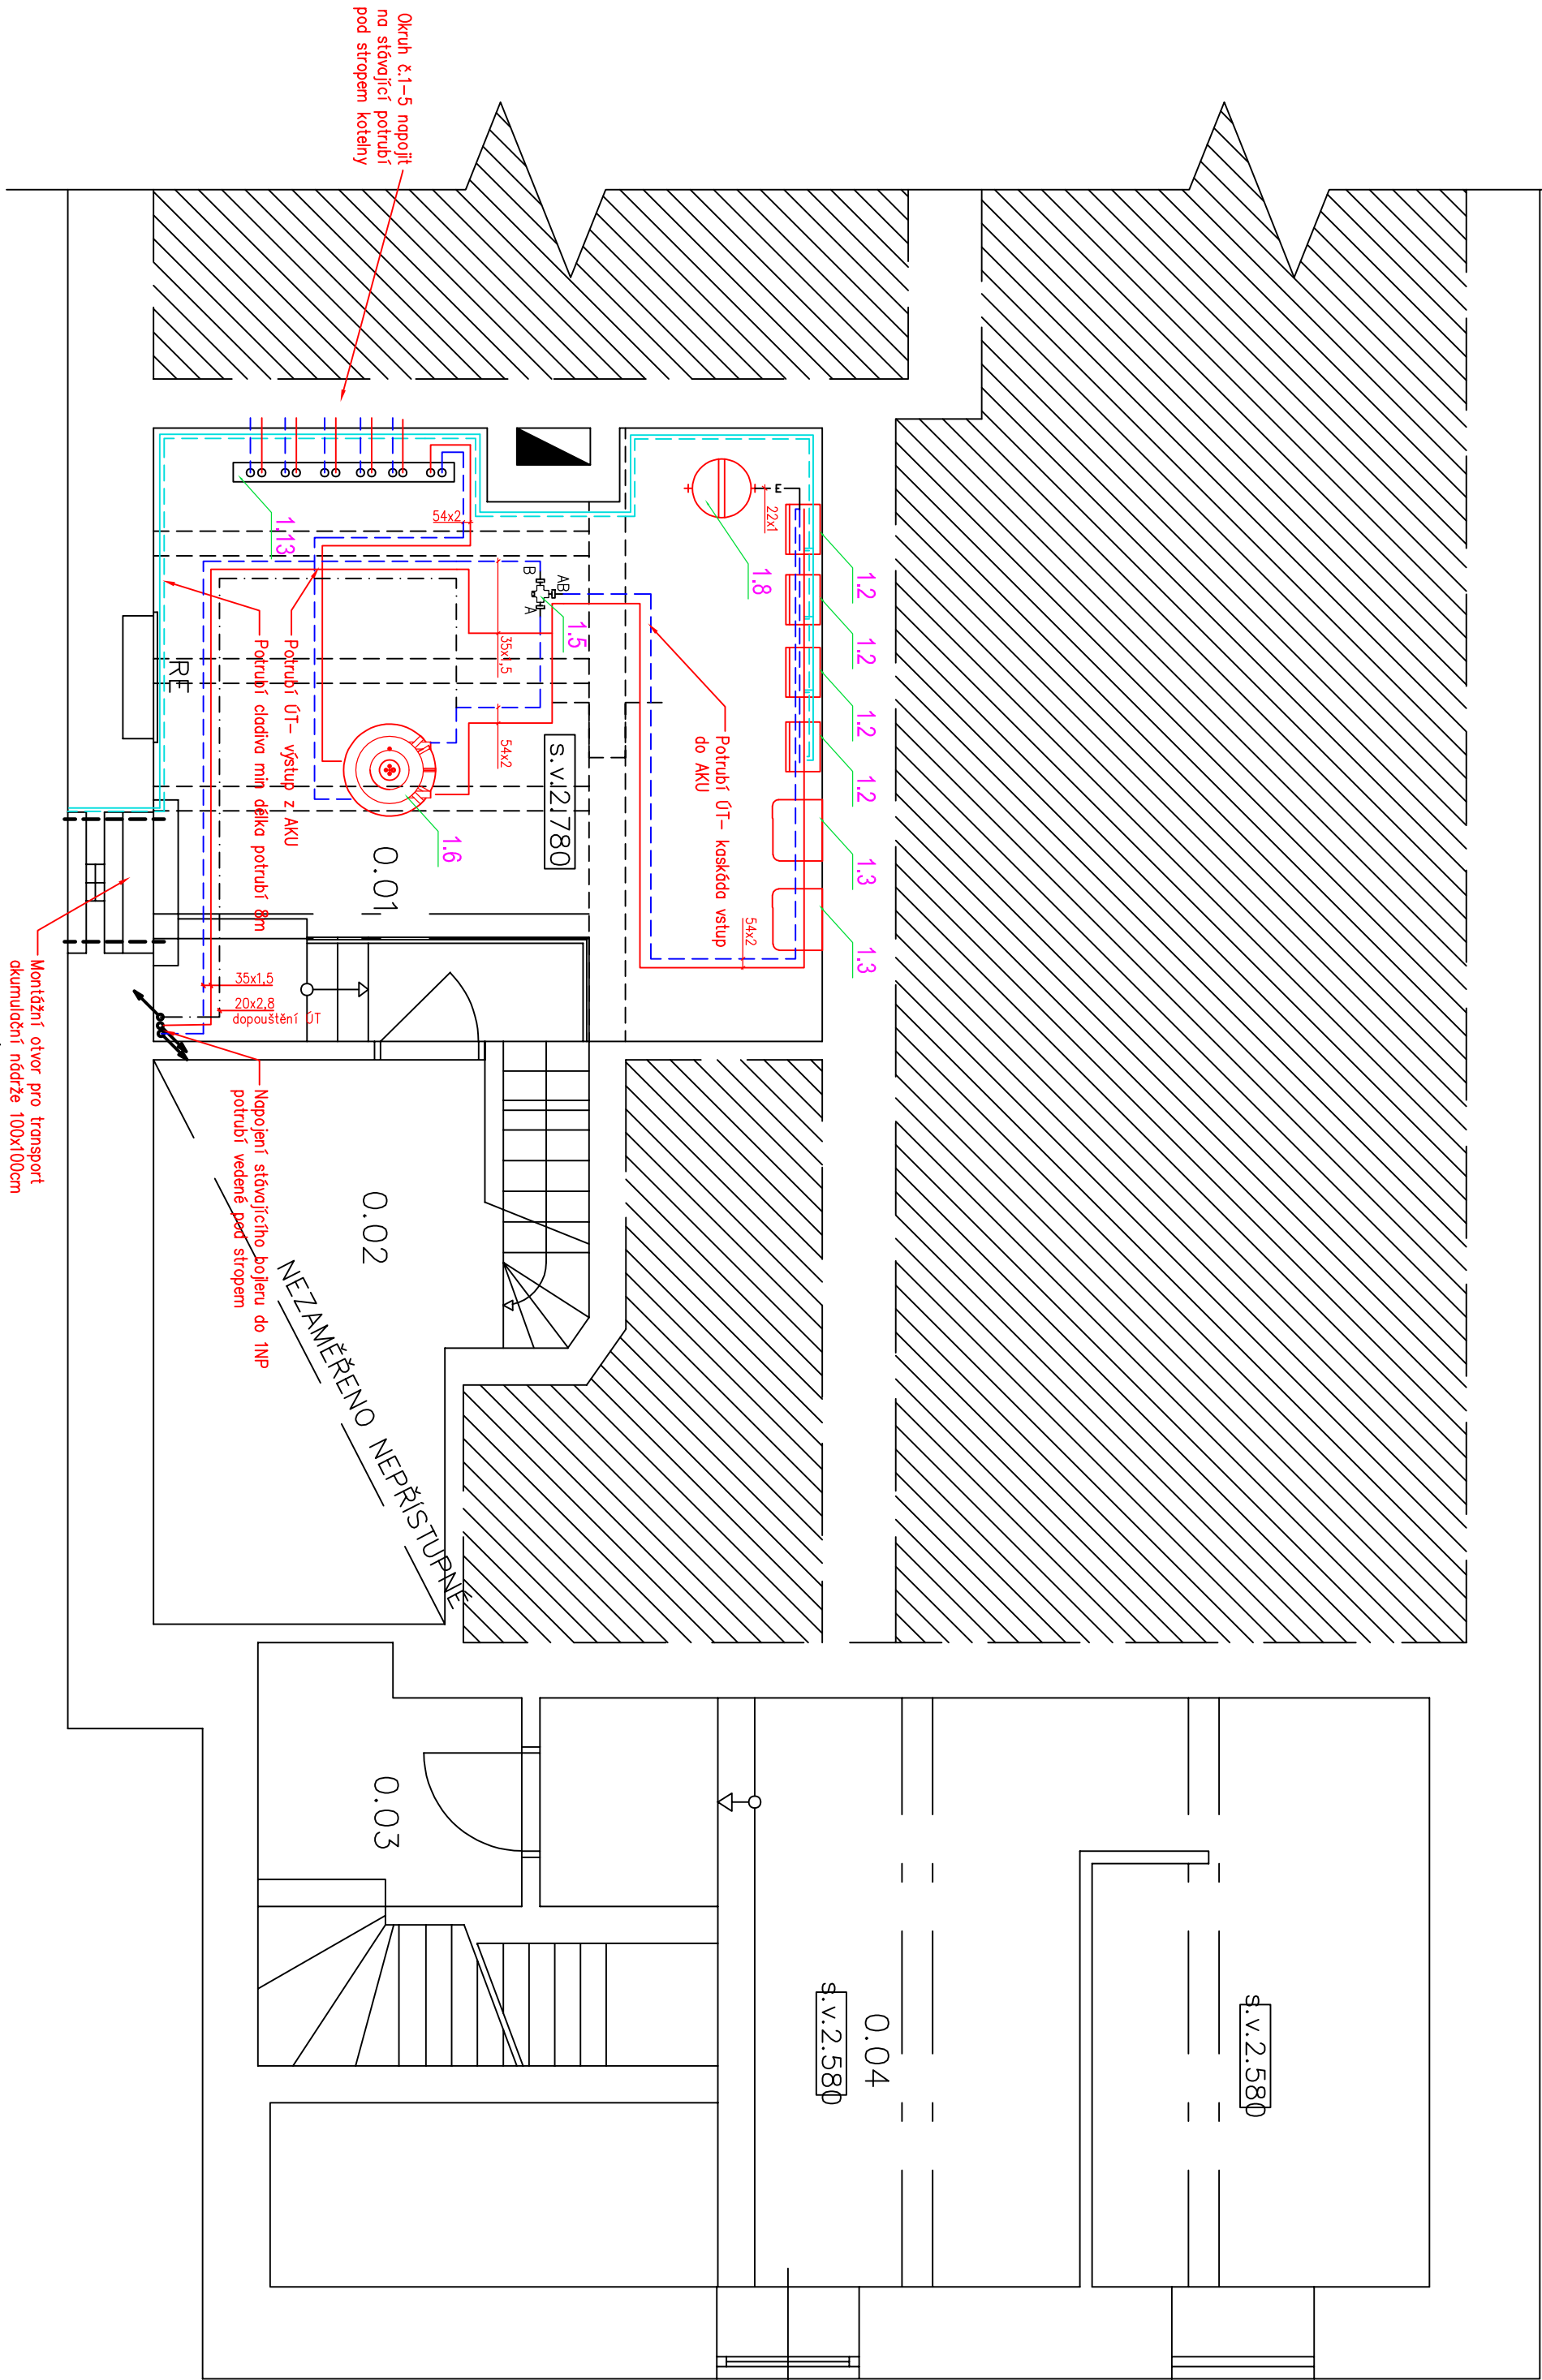 Okruh č.1-5 napojit
na stávající potrubí
pod stropem kotelny
1.13
54x2
22x1
E
1.8
1.2
1.2
1.2
1.2
1.3
1.3
B
AB
A
1.5
35x1,5
54x2
S.v.2.780
Potrubí ÚT- kaskáda vstup
do AKU
54x2
RE
Potrubí ÚT- výstup z AKU
Potrubí cladiva min délka potrubí 8m
1.6
0.01
35x1,5
20x2,8
dopouštění ÚT
Montážní otvor pro transport
akumulační nádrže 100x100cm
Napojení stávajícího bojleru do 1NP
potrubí vedené pod stropem
0.02
NEZAMĚŘENO NEPŘÍSTUPNÉ
0.03
0.04
s.v.2.580
s.v.2.580